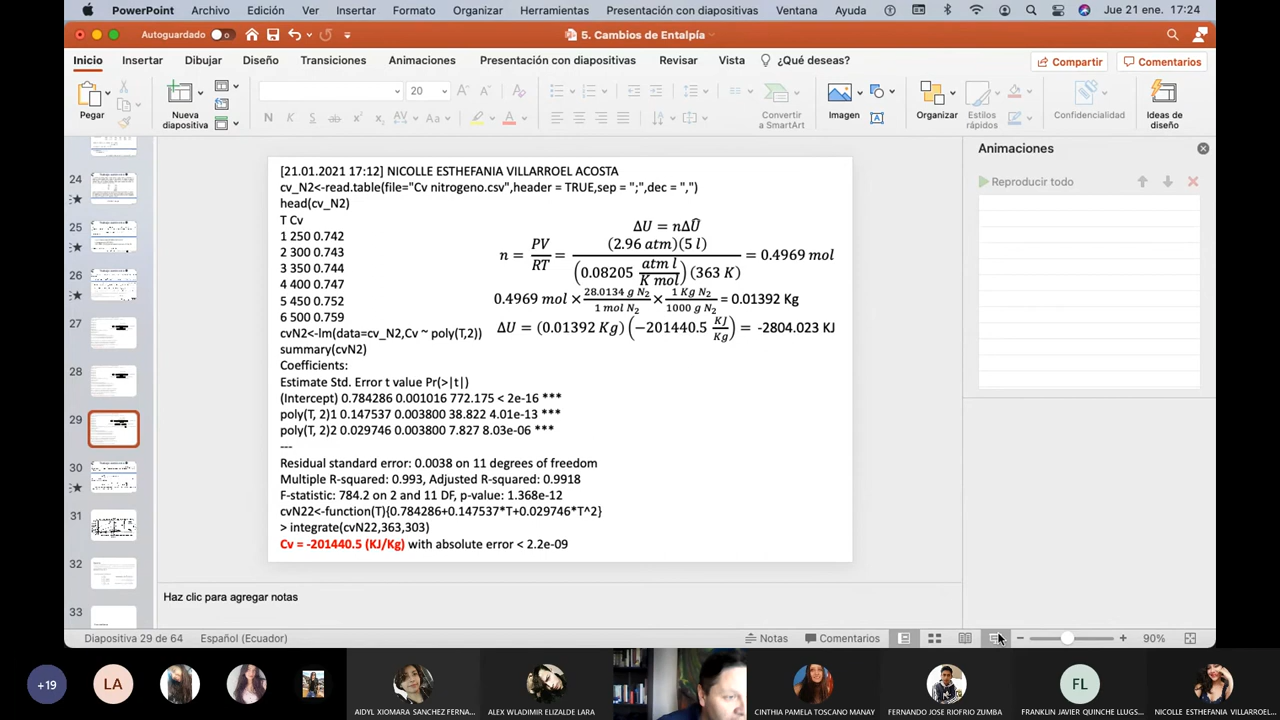 PowerPoint Archivo Edición Ver Insertar Formato Organizar Herramientas Presentación con diapositivas Ventana Ayuda Jue 21 ene. 17:24
Autoguardado 5. Cambios de Entalpía
Inicio Insertar Dibujar Diseño Transiciones Animaciones Presentación con diapositivas Revisar Vista ¿Qué deseas? Compartir Comentarios
20
Pegar Nueva diapositiva Convertir a SmartArt Imagen Organizar Estilos rápidos Confidencialidad Ideas de diseño
Animaciones
Reproducir todo
24
25
26
27
28
29
30
31
32
33
[21.01.2021 17:12] NICOLLE ESTHEFANIA VILLARROEL ACOSTA
cv_N2<-read.table(file="Cv nitrogeno.csv",header = TRUE,sep = ";",dec = ",")
head(cv_N2)
T Cv
1 250 0.742
2 300 0.743
3 350 0.744
4 400 0.747
5 450 0.752
6 500 0.759
cvN2<-lm(data=cv_N2,Cv ~ poly(T,2))
summary(cvN2)
Coefficients:
Estimate Std. Error t value Pr(>|t|)
(Intercept) 0.784286 0.001016 772.175 < 2e-16 ***
poly(T, 2)1 0.147537 0.003800 38.822 4.01e-13 ***
poly(T, 2)2 0.029746 0.003800 7.827 8.03e-06 ***
---
Residual standard error: 0.0038 on 11 degrees of freedom
Multiple R-squared: 0.993, Adjusted R-squared: 0.9918
F-statistic: 784.2 on 2 and 11 DF, p-value: 1.368e-12
cvN22<-function(T){0.784286+0.147537*T+0.029746*T^2}
> integrate(cvN22,363,303)
Cv = -201440.5 (KJ/Kg) with absolute error < 2.2e-09
ΔU = nΔÛ
n = PV/RT = (2.96 atm)(5 l) / (0.08205 atm l/K mol)(363 K) = 0.4969 mol
0.4969 mol × 28.0134 g N₂/1 mol N₂ × 1 Kg N₂/1000 g N₂ = 0.01392 Kg
ΔU = (0.01392 Kg) (−201440.5 KJ/Kg) = -2804.023 KJ
Haz clic para agregar notas
Diapositiva 29 de 64 Español (Ecuador) Notas Comentarios 90%
+19 LA FL
AIDYL XIOMARA SANCHEZ FERNA... ALEX WLADIMIR ELIZALDE LARA CINTHIA PAMELA TOSCANO MANAY FERNANDO JOSE RIOFRIO ZUMBA FRANKLIN JAVIER QUINCHE LLUGS... NICOLLE ESTHEFANIA VILLARROEL...